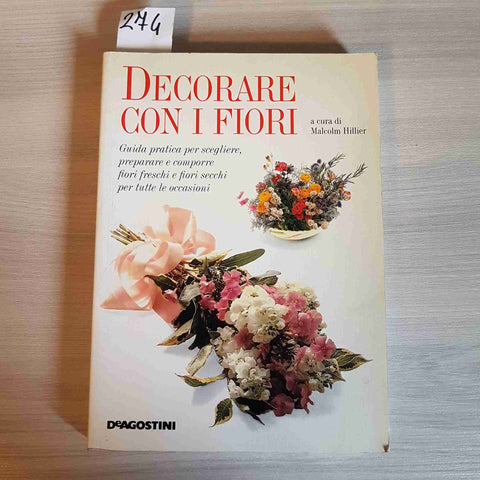 274
DECORARE
CON I FIORI
a cura di
Malcolm Hillier
Guida pratica per scegliere,
preparare e comporre
fiori freschi e fiori secchi
per tutte le occasioni
DeAGOSTINI